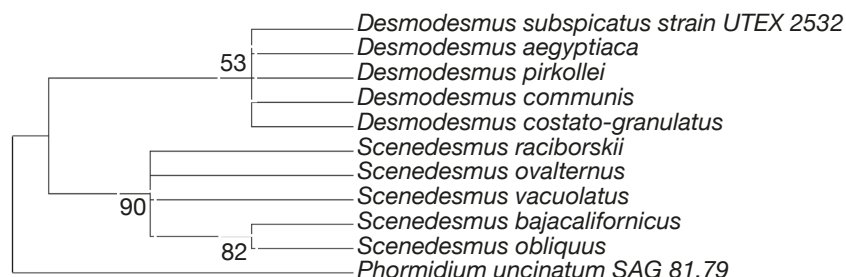 Desmodesmus subspicatus strain UTEX 2532
Desmodesmus aegyptiaca
53
Desmodesmus pirkollei
Desmodesmus communis
Desmodesmus costato-granulatus
Scenedesmus raciborskii
Scenedesmus ovalternus
Scenedesmus vacuolatus
90
Scenedesmus bajacalifornicus
82
Scenedesmus obliquus
Phormidium uncinatum SAG 81.79